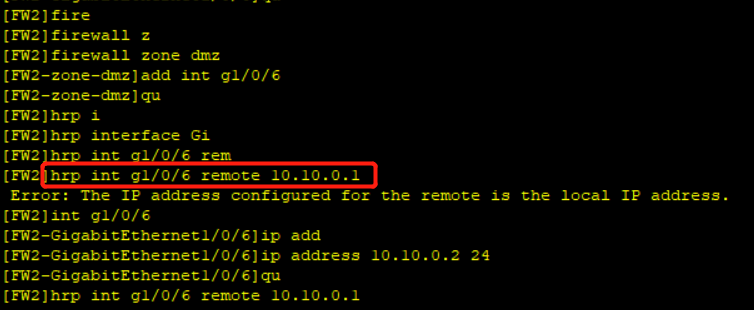 [FW2]fire
[FW2]firewall z
[FW2]firewall zone dmz
[FW2-zone-dmz]add int g1/0/6
[FW2-zone-dmz]qu
[FW2]hrp i
[FW2]hrp interface Gi
[FW2]hrp int g1/0/6 rem
[FW2]hrp int g1/0/6 remote 10.10.0.1
Error: The IP address configured for the remote is the local IP address.
[FW2]int g1/0/6
[FW2-GigabitEthernet1/0/6]ip add
[FW2-GigabitEthernet1/0/6]ip address 10.10.0.2 24
[FW2-GigabitEthernet1/0/6]qu
[FW2]hrp int g1/0/6 remote 10.10.0.1